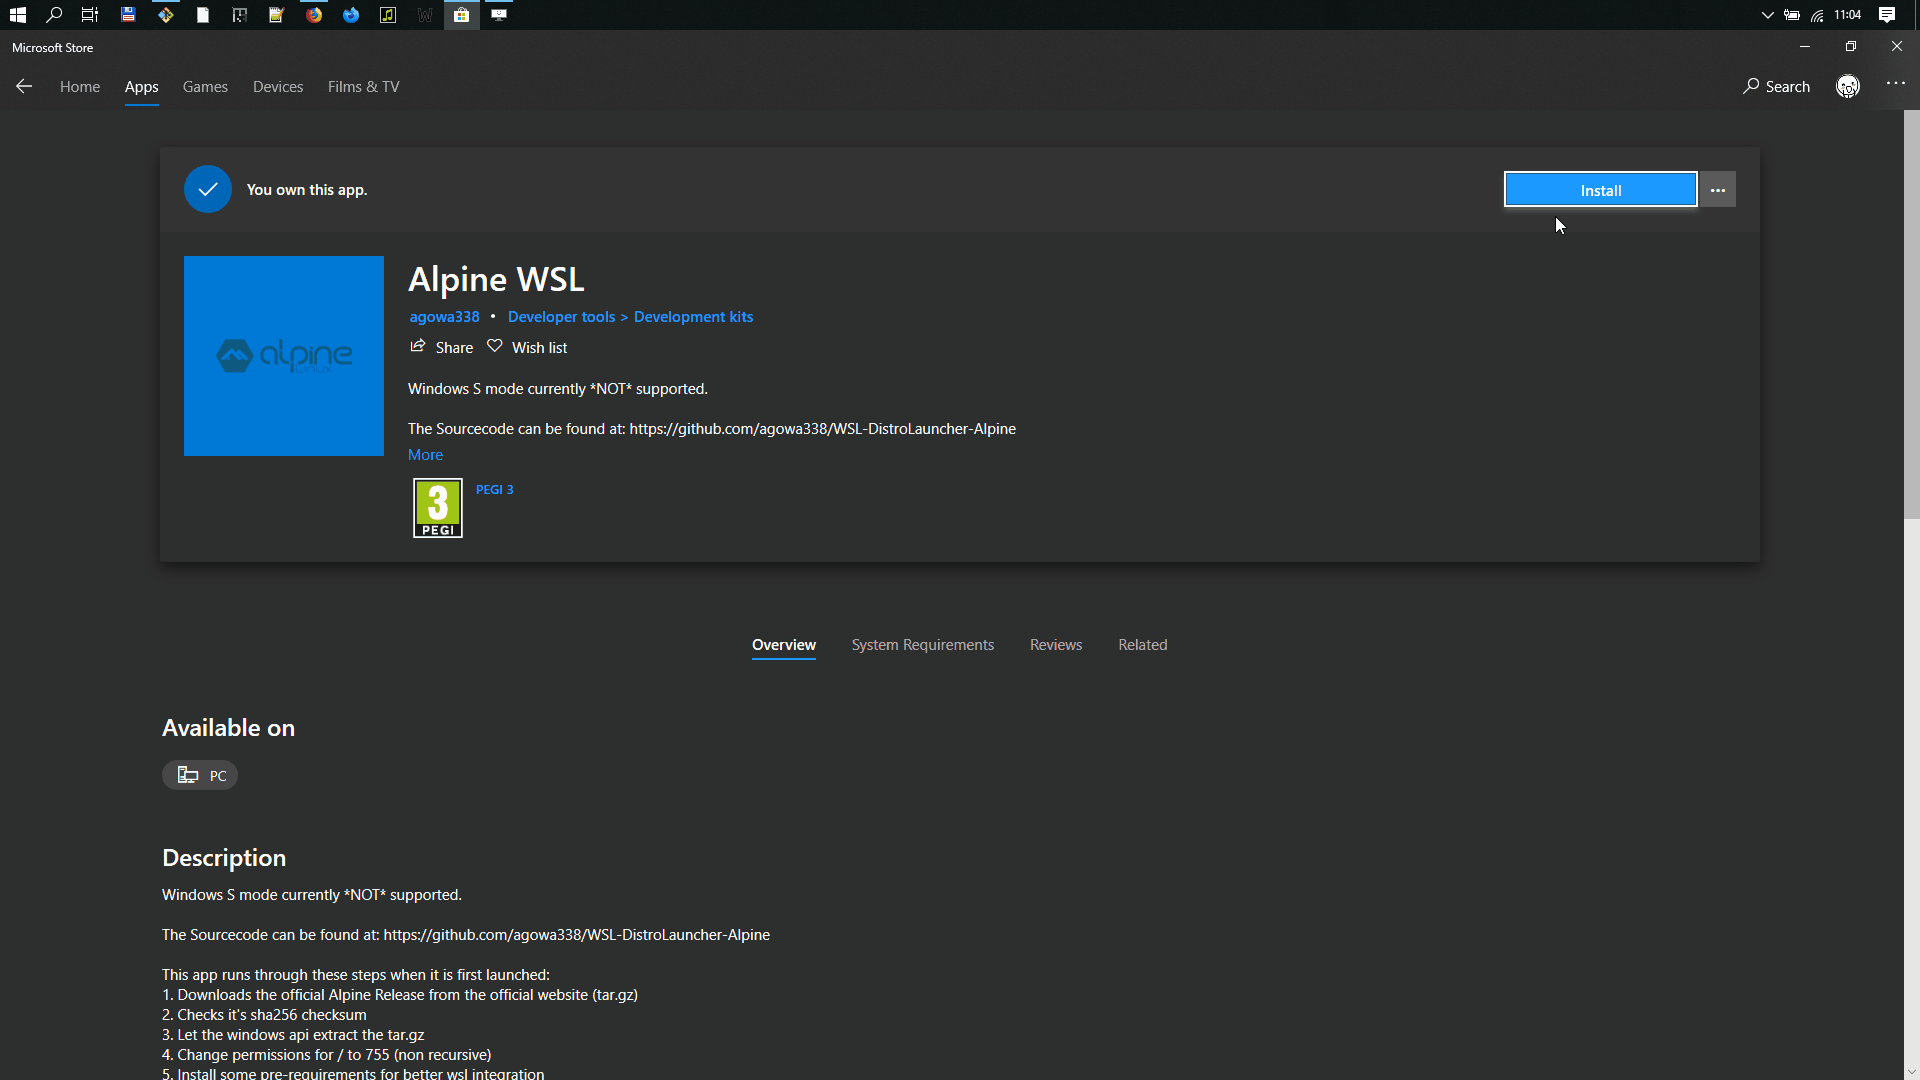 11:04
Microsoft Store
Home Apps Games Devices Films & TV Search
You own this app. Install
alpine
LINUX
Alpine WSL
agowa338 • Developer tools > Development kits
Share Wish list
Windows S mode currently *NOT* supported.
The Sourcecode can be found at: https://github.com/agowa338/WSL-DistroLauncher-Alpine
More
3
PEGI
PEGI 3
Overview System Requirements Reviews Related
Available on
PC
Description
Windows S mode currently *NOT* supported.
The Sourcecode can be found at: https://github.com/agowa338/WSL-DistroLauncher-Alpine
This app runs through these steps when it is first launched:
1. Downloads the official Alpine Release from the official website (tar.gz)
2. Checks it's sha256 checksum
3. Let the windows api extract the tar.gz
4. Change permissions for / to 755 (non recursive)
5. Install some pre-requirements for better wsl integration